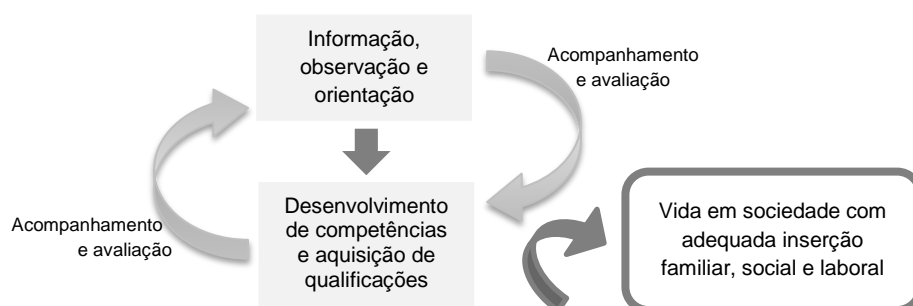 Informação,
observação e
orientação
Acompanhamento
e avaliação
Desenvolvimento
de competências
e aquisição de
qualificações
Acompanhamento
e avaliação
Vida em sociedade com
adequada inserção
familiar, social e laboral